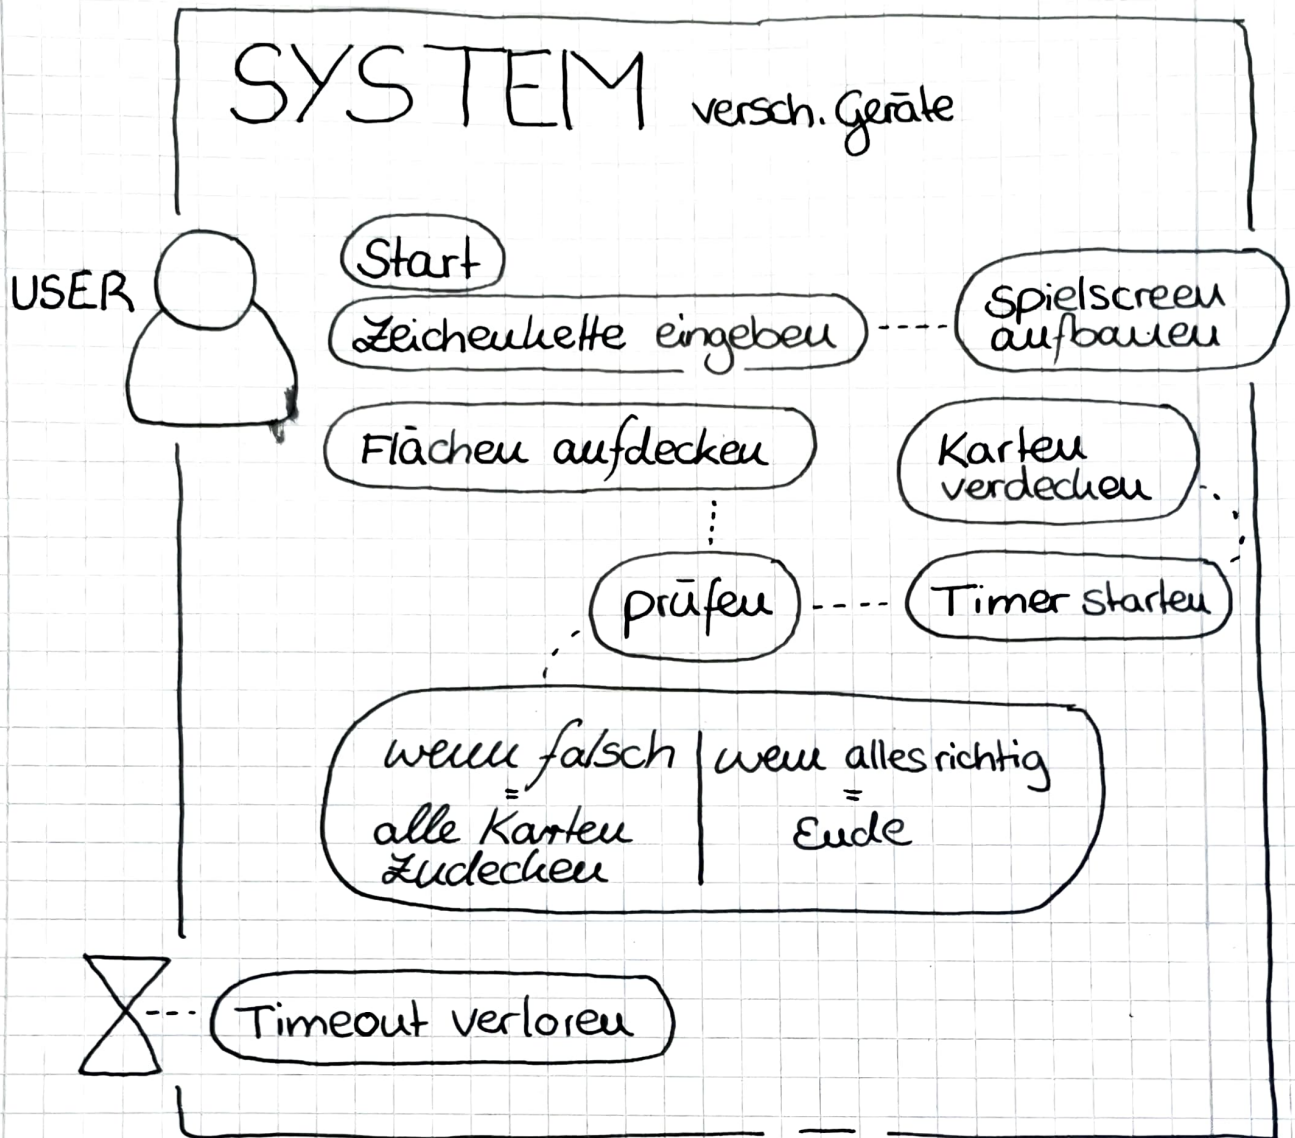 SYSTEM versch. Geräte
USER
Start
Zeichenkette eingeben
Spielscreen
aufbauen
Flächen aufdecken
Karten
verdecken
prüfen
Timer starten
wenn falsch
=
alle Karten
zudecken
wenn alles richtig
=
Ende
Timeout verloren